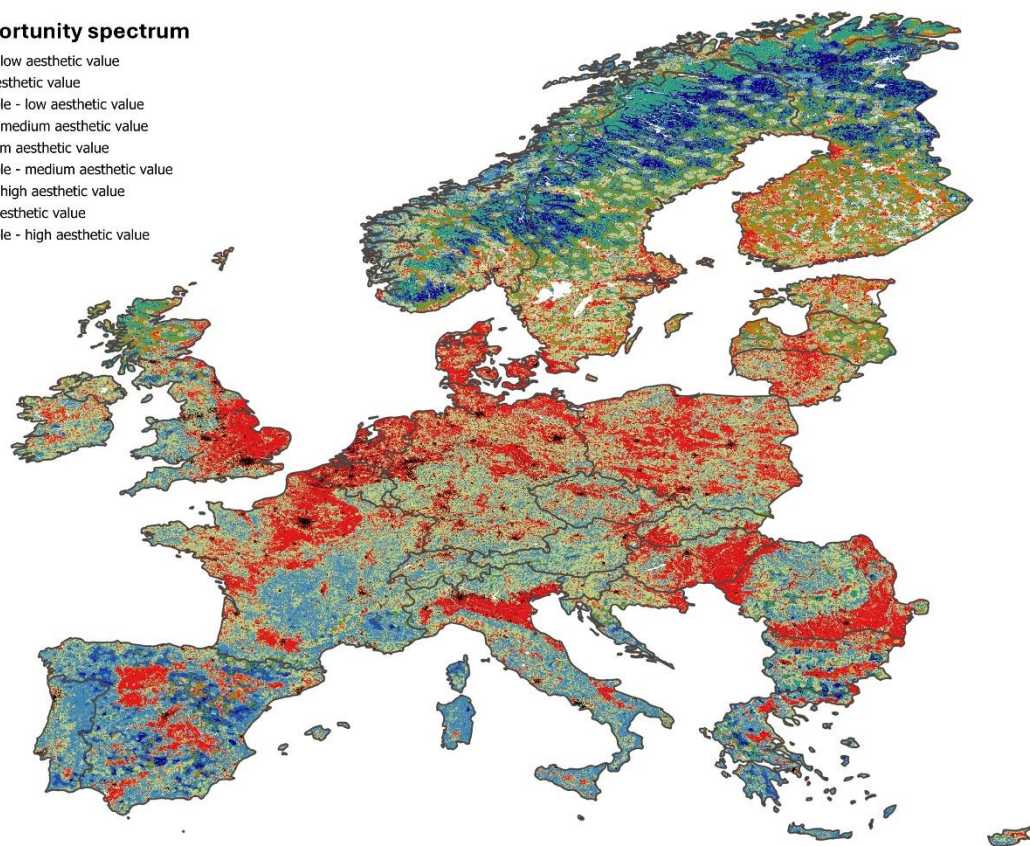 ortunity spectrum
low aesthetic value
esthetic value
le - low aesthetic value
medium aesthetic value
m aesthetic value
le - medium aesthetic value
high aesthetic value
esthetic value
le - high aesthetic value